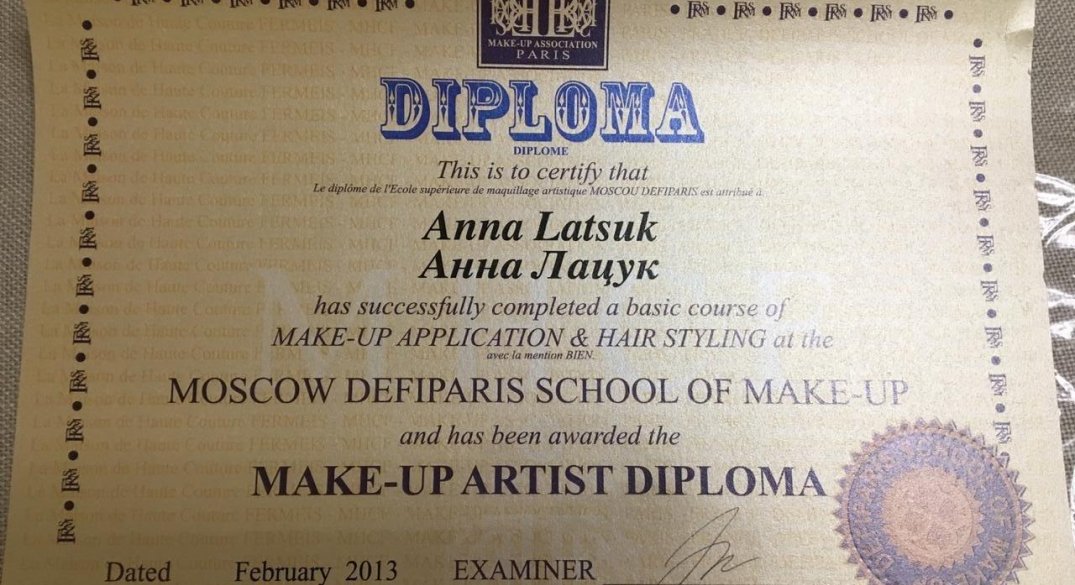 MAKE-UP ASSOCIATION
PARIS
DIPLOMA
DIPLOME
This is to certify that
Le diplôme de l'Ecole supérieure de maquillage artistique MOSCOU DEFIPARIS est attribué à
Anna Latsuk
Анна Лацук
has successfully completed a basic course of
MAKE-UP APPLICATION & HAIR STYLING at the
avec la mention BIEN.
MOSCOW DEFIPARIS SCHOOL OF MAKE-UP
and has been awarded the
MAKE-UP ARTIST DIPLOMA
Dated February 2013 EXAMINER